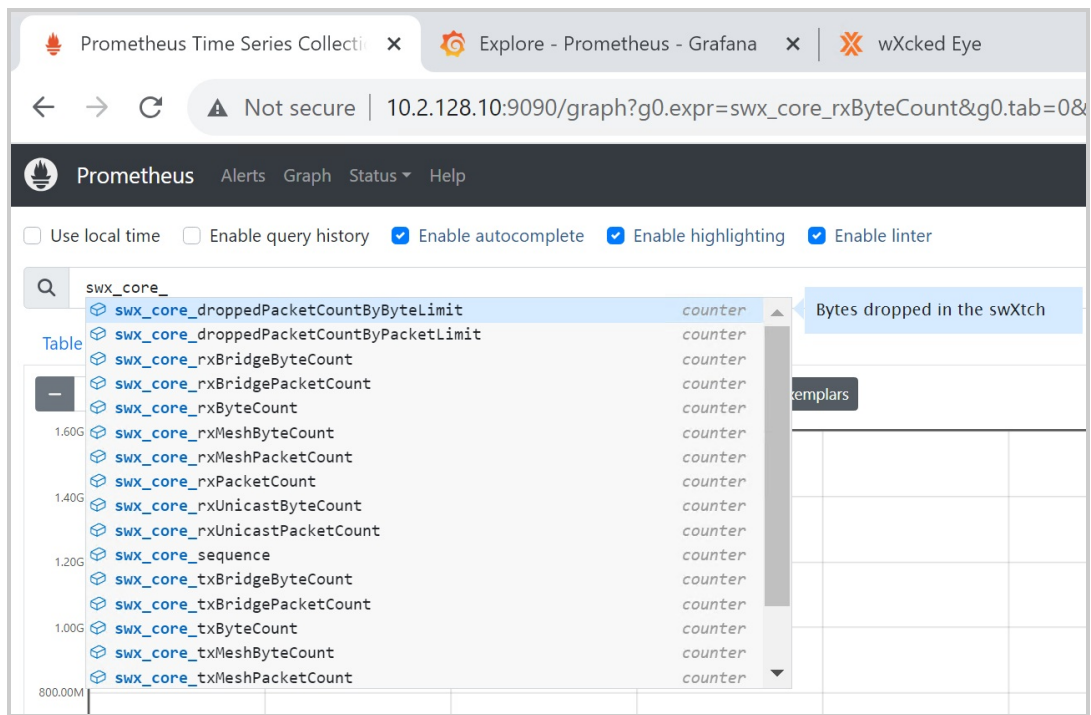 Prometheus Time Series Collecti
Explore - Prometheus - Grafana
wXcked Eye
Not secure | 10.2.128.10:9090/graph?g0.expr=swx_core_rxByteCount&g0.tab=0&
Prometheus Alerts Graph Status Help
Use local time Enable query history Enable autocomplete Enable highlighting Enable linter
swx_core_
swx_core_droppedPacketCountByByteLimit counter Bytes dropped in the swXtch
swx_core_droppedPacketCountByPacketLimit counter
Table
swx_core_rxBridgeByteCount counter
swx_core_rxBridgePacketCount counter
xemplars
swx_core_rxByteCount counter
1.60G
swx_core_rxMeshByteCount counter
swx_core_rxMeshPacketCount counter
swx_core_rxPacketCount counter
1.40G
swx_core_rxUnicastByteCount counter
swx_core_rxUnicastPacketCount counter
swx_core_sequence counter
1.20G
swx_core_txBridgeByteCount counter
swx_core_txBridgePacketCount counter
swx_core_txByteCount counter
1.00G
swx_core_txMeshByteCount counter
swx_core_txMeshPacketCount counter
800.00M